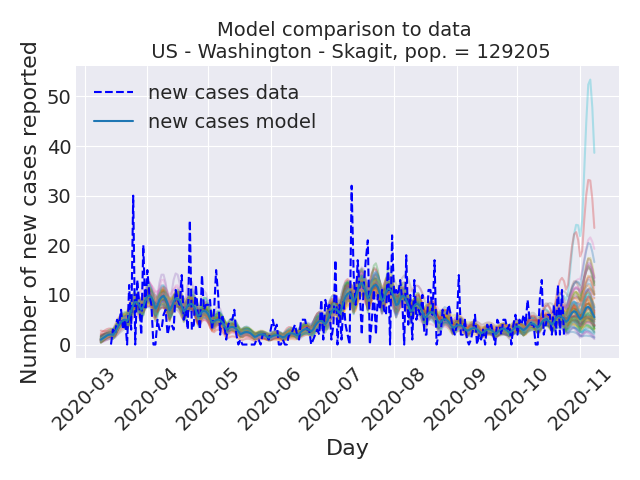 Model comparison to data
US - Washington - Skagit, pop. = 129205
Number of new cases reported
50
40
30
20
10
0
new cases data
new cases model
2020-03
2020-04
2020-05
2020-06
2020-07
2020-08
2020-09
2020-10
2020-11
Day